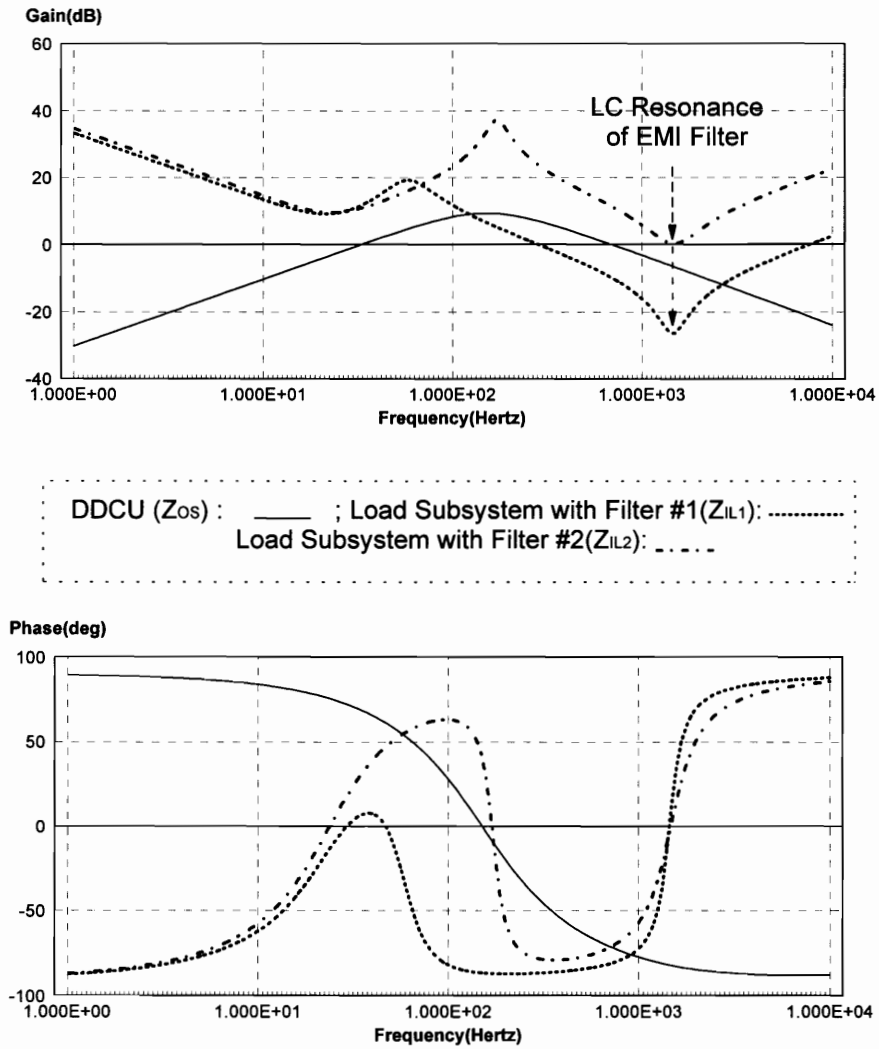 Gain(dB)
60
40
20
0
-20
-40
LC Resonance
of EMI Filter
1.000E+00 1.000E+01 1.000E+02 1.000E+03 1.000E+04
Frequency(Hertz)
DDCU (ZOS) : ; Load Subsystem with Filter #1(ZIL1):
Load Subsystem with Filter #2(ZIL2):
Phase(deg)
100
50
0
-50
-100
1.000E+00 1.000E+01 1.000E+02 1.000E+03 1.000E+04
Frequency(Hertz)